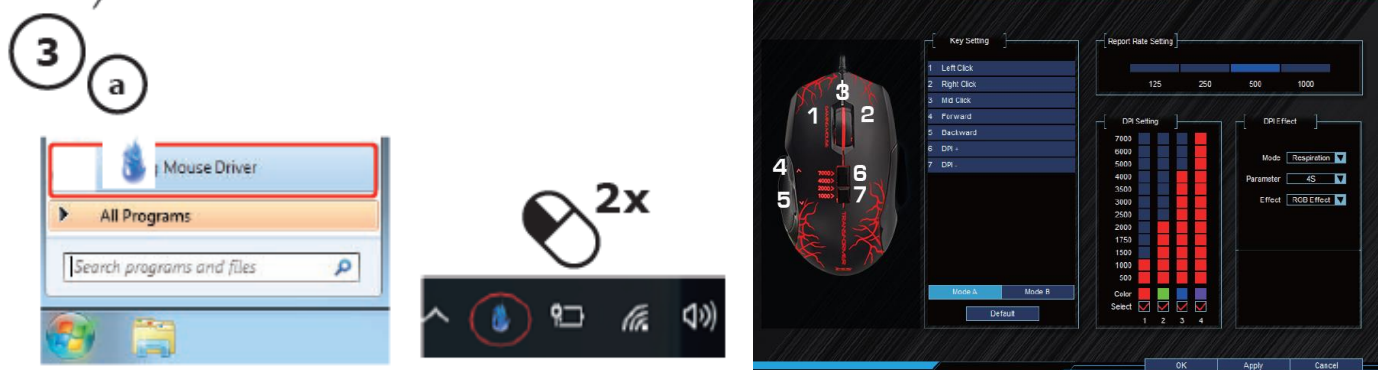 3
a
Mouse Driver
All Programs
Search programs and files
2x
1
2
3
4
5
6
7
7000
4000
2000
1000
Key Setting
1 Left Click
2 Right Click
3 Mid Click
4 Forward
5 Backward
6 DPI +
7 DPI -
Mode A Mode B
Default
Report Rate Setting
125 250 500 1000
DPI Setting
7000
6000
5000
4000
3500
3000
2500
2000
1750
1500
1000
500
Color
Select
1 2 3 4
DPI Effect
Mode Respiration
Parameter 4S
Effect RGB Effect
OK Apply Cancel